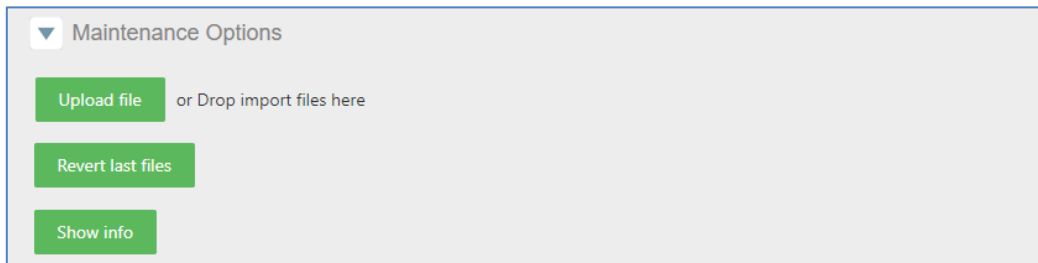 Maintenance Options
Upload file or Drop import files here
Revert last files
Show info